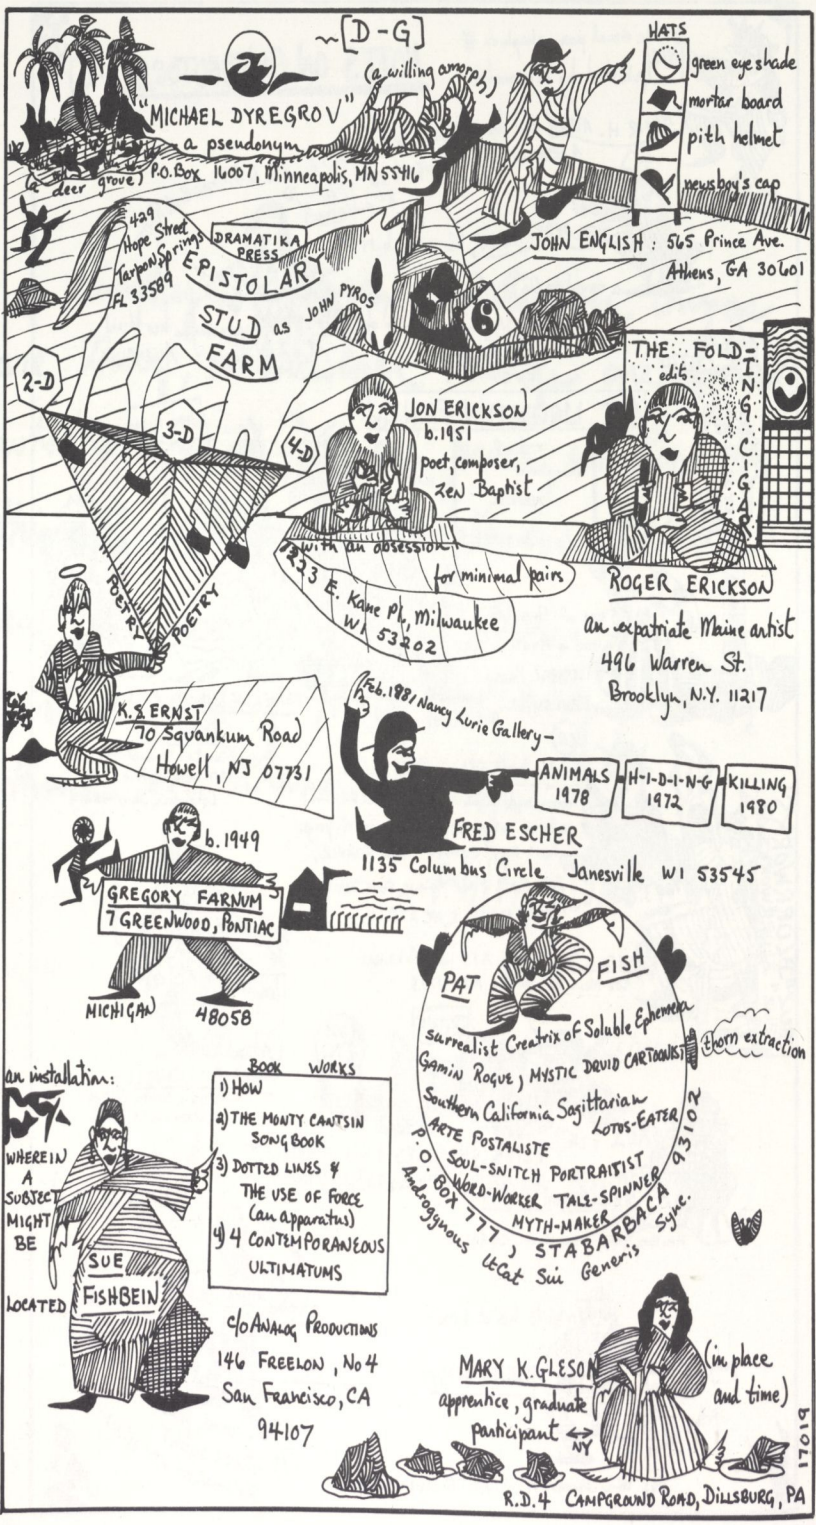 ~[D-G]
(a willing amorph)
"MICHAEL DYREGROV"
a pseudonym
(a deer grove)
P.O. Box 16007, Minneapolis, MN 55416
HATS
green eye shade
mortar board
pith helmet
newsboy's cap
JOHN ENGLISH: 565 Prince Ave.
Athens, GA 30601
429
Hope Street
Tarpon Springs
FL 33589
DRAMATIKA
PRESS
EPISTOLARY
STUD as JOHN PYROS
FARM
2-D
3-D
4-D
POETRY
POETRY
JON ERICKSON
b.1951
poet, composer,
Zen Baptist
with an obsession
for minimal pairs
1223 E. Kane Pl., Milwaukee
WI 53202
THE FOLD-
ING CIGAR
edits
ROGER ERICKSON
an expatriate Maine artist
496 Warren St.
Brooklyn, N.Y. 11217
K.S. ERNST
70 Squankum Road
Howell, NJ 07731
Feb. 1981 Nancy Lurie Gallery-
ANIMALS
1978
H-I-D-I-N-G
1972
KILLING
1980
FRED ESCHER
1135 Columbus Circle Janesville WI 53545
b.1949
GREGORY FARNUM
7 GREENWOOD, PONTIAC
MICHIGAN
48058
PAT
FISH
surrealist Creatrix of Soluble Ephemera
GAMIN ROGUE, MYSTIC DRUID CARTOONIST
Southern California Sagittarian
LOTUS-EATER
ARTE POSTALISTE
SOUL-SNITCH PORTRAITIST
WORD-WORKER TALE-SPINNER
MYTH-MAKER
P.O. BOX 777, STABARBACA 93102
Androgynous ItCat Sui Generis Sync.
thorn extraction
an installation:
WHEREIN
A
SUBJECT
MIGHT
BE
LOCATED
SUE
FISHBEIN
BOOK WORKS
1) HOW
2) THE MONTY CANTSIN
SONGBOOK
3) DOTTED LINES &
THE USE OF FORCE
(an apparatus)
4) 4 CONTEMPORANEOUS
ULTIMATUMS
c/o ANALOG PRODUCTIONS
146 FREELON, No 4
San Francisco, CA
94107
MARY K. GLESON
apprentice, graduate
participant ↔
NY
(in place
and time)
R.D.4 CAMPGROUND ROAD, DILLSBURG, PA
17019